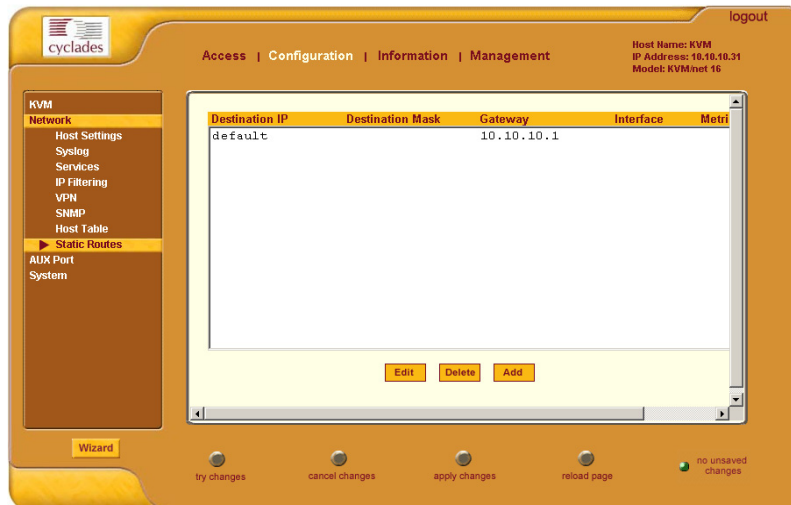 logout
cyclades
Access | Configuration | Information | Management
Host Name: KVM
IP Address: 10.10.10.31
Model: KVM/net 16
KVM
Network
Host Settings
Syslog
Services
IP Filtering
VPN
SNMP
Host Table
Static Routes
AUX Port
System
Destination IP Destination Mask Gateway Interface Metri
default 10.10.10.1
Edit Delete Add
Wizard
try changes cancel changes apply changes reload page no unsaved
changes